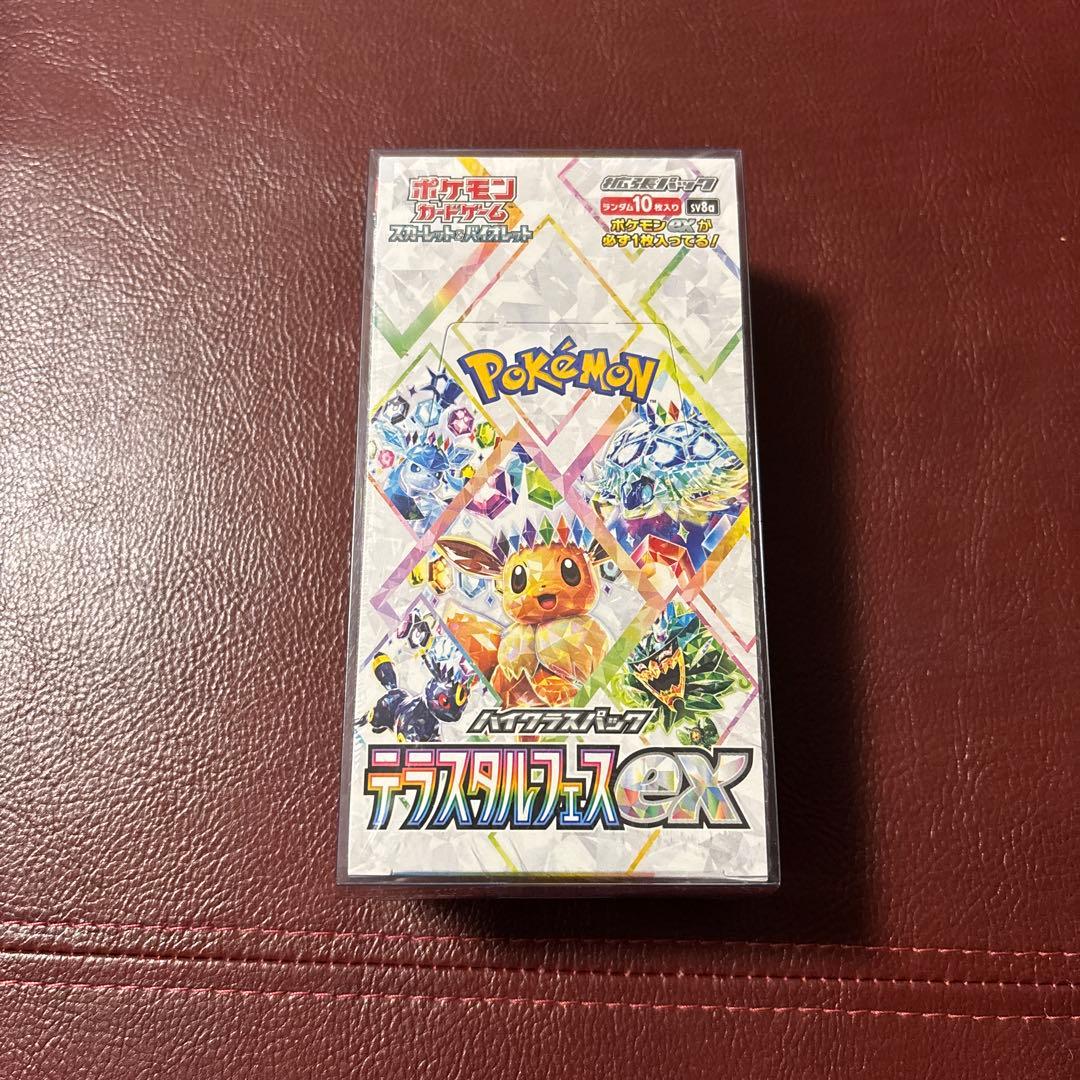 ポケモン
カードゲーム
スカーレット&バイオレット
拡張パック
ランダム10枚入り sv8a
ポケモンexが
必ず1枚入ってる!
POKéMON
TM
ハイクラスパック
テラスタル・フェスex